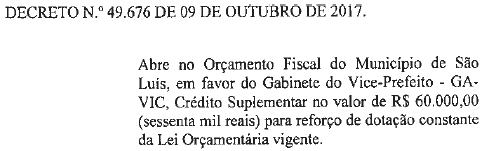 DECRETO N.º 49.676 DE 09 DE OUTUBRO DE 2017.
Abre no Orçamento Fiscal do Município de São
Luís, em favor do Gabinete do Vice-Prefeito - GA-
VIC, Crédito Suplementar no valor de R$ 60.000,00
(sessenta mil reais) para reforço de dotação constante
da Lei Orçamentária vigente.